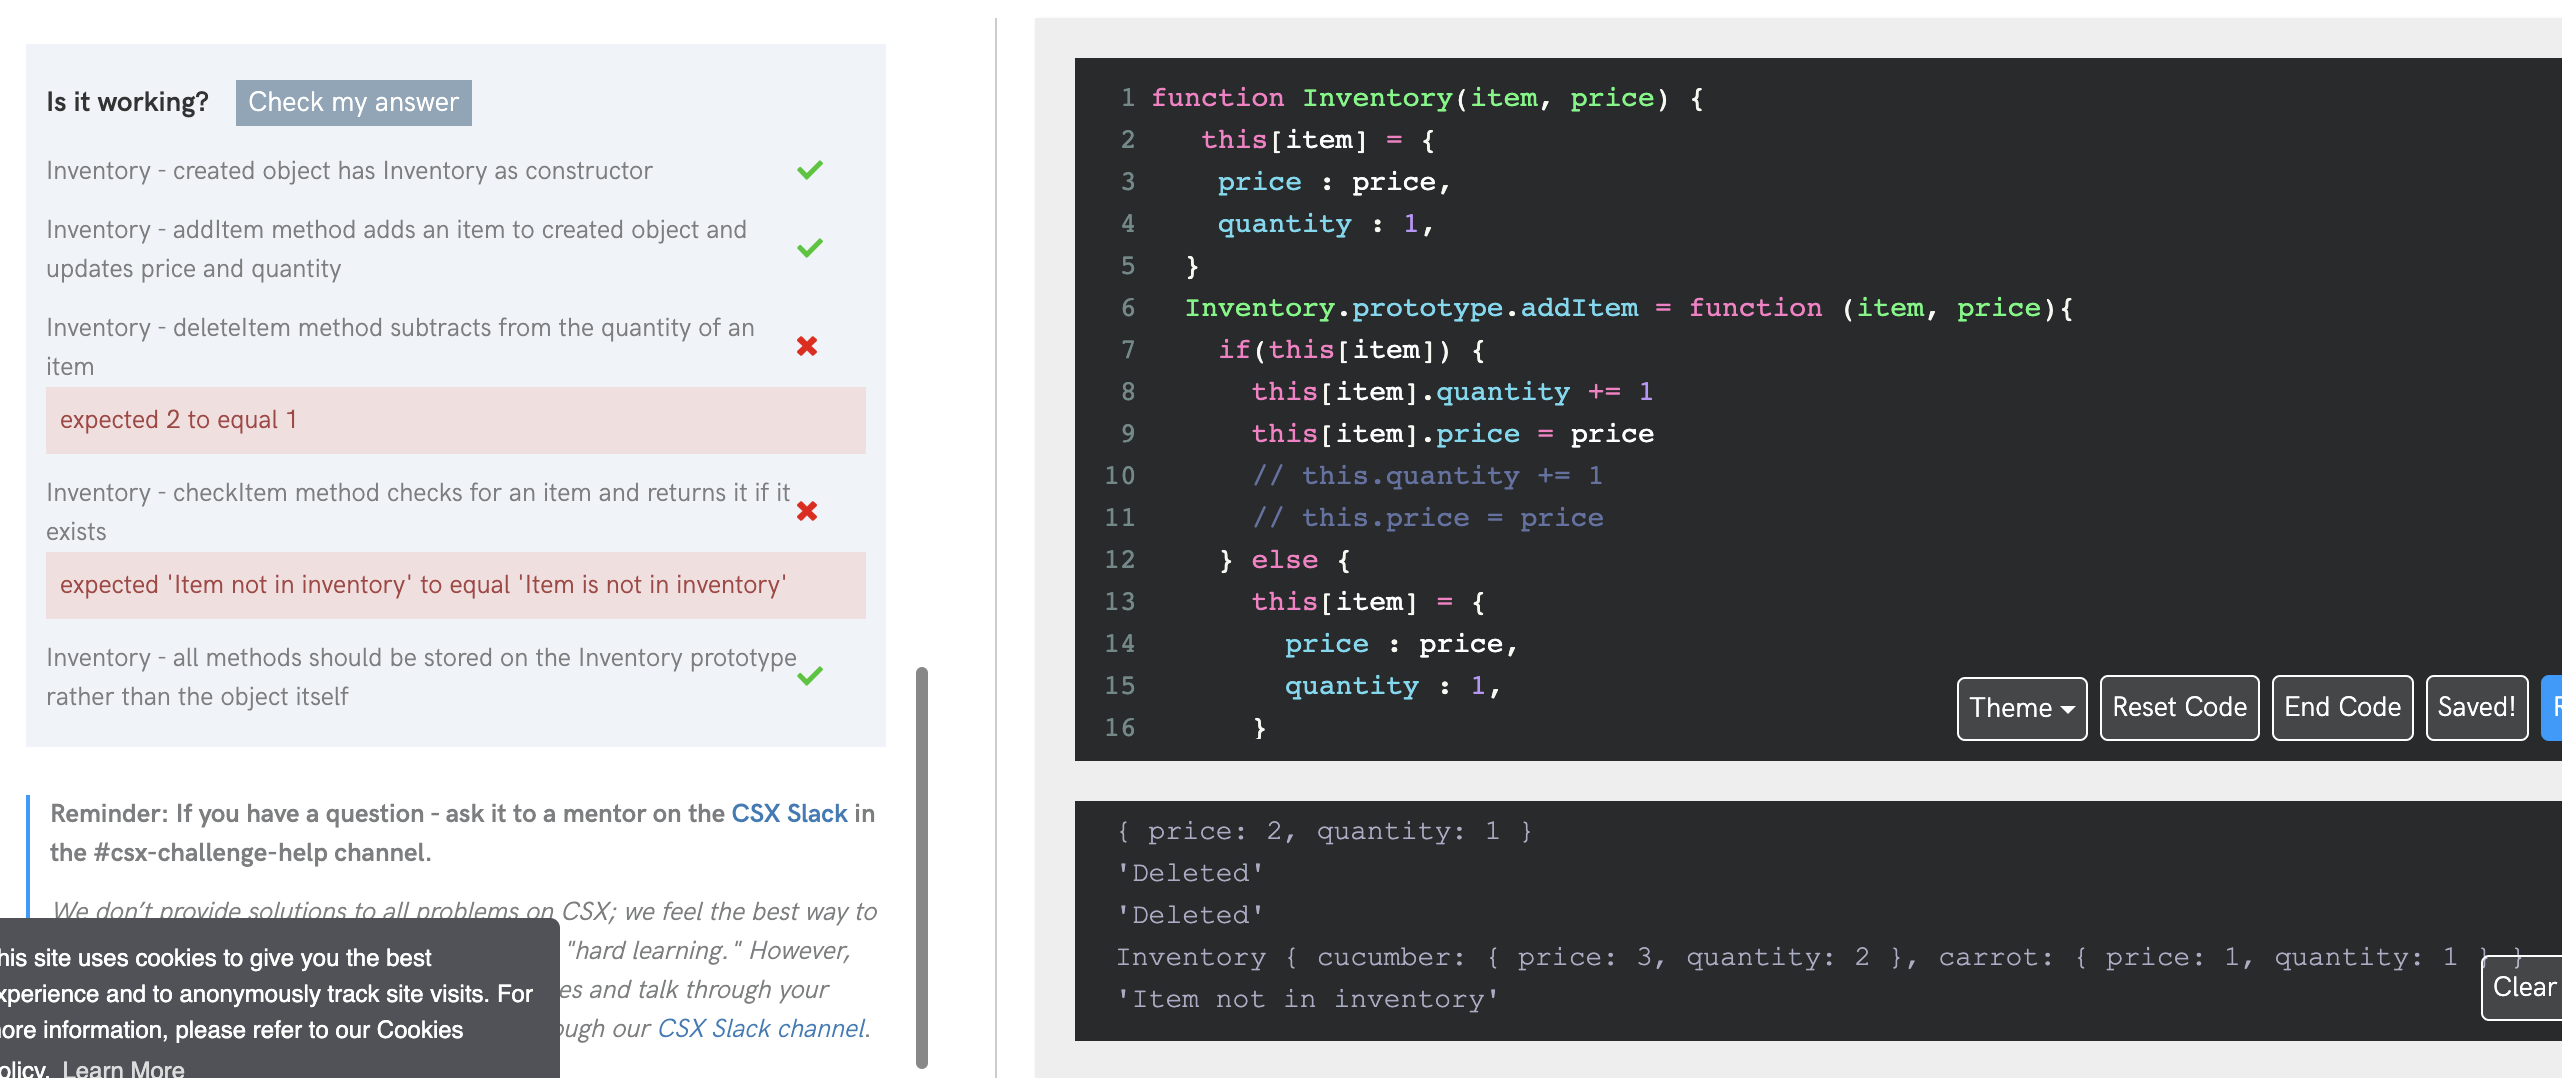 Is it working? Check my answer
Inventory - created object has Inventory as constructor
Inventory - addItem method adds an item to created object and
updates price and quantity
Inventory - deleteItem method subtracts from the quantity of an
item
expected 2 to equal 1
Inventory - checkItem method checks for an item and returns it if it
exists
expected 'Item not in inventory' to equal 'Item is not in inventory'
Inventory - all methods should be stored on the Inventory prototype
rather than the object itself
Reminder: If you have a question - ask it to a mentor on the CSX Slack in
the #csx-challenge-help channel.
We don't provide solutions to all problems on CSX; we feel the best way to
"hard learning." However,
es and talk through your
ough our CSX Slack channel.
his site uses cookies to give you the best
xperience and to anonymously track site visits. For
ore information, please refer to our Cookies
olicy. Learn More
1 function Inventory(item, price) {
2 this[item] = {
3 price : price,
4 quantity : 1,
5 }
6 Inventory.prototype.addItem = function (item, price){
7 if(this[item]) {
8 this[item].quantity += 1
9 this[item].price = price
10 // this.quantity += 1
11 // this.price = price
12 } else {
13 this[item] = {
14 price : price,
15 quantity : 1,
16 }
Theme Reset Code End Code Saved!
{ price: 2, quantity: 1 }
'Deleted'
'Deleted'
Inventory { cucumber: { price: 3, quantity: 2 }, carrot: { price: 1, quantity: 1 } }
'Item not in inventory'
Clear